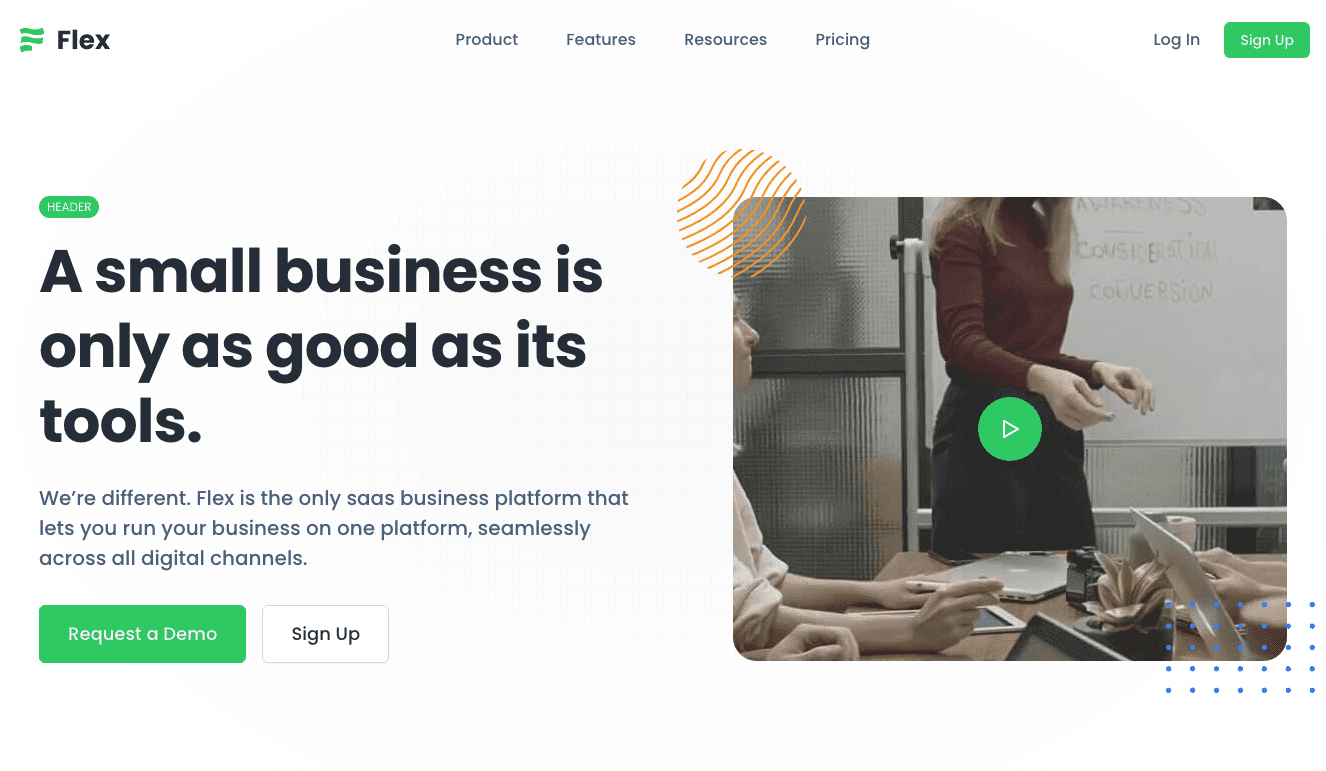 Flex
Product
Features
Resources
Pricing
Log In
Sign Up
HEADER
A small business is
only as good as its
tools.
We’re different. Flex is the only saas business platform that
lets you run your business on one platform, seamlessly
across all digital channels.
Request a Demo
Sign Up
AWARENESS
CONSIDERATION
CONVERSION